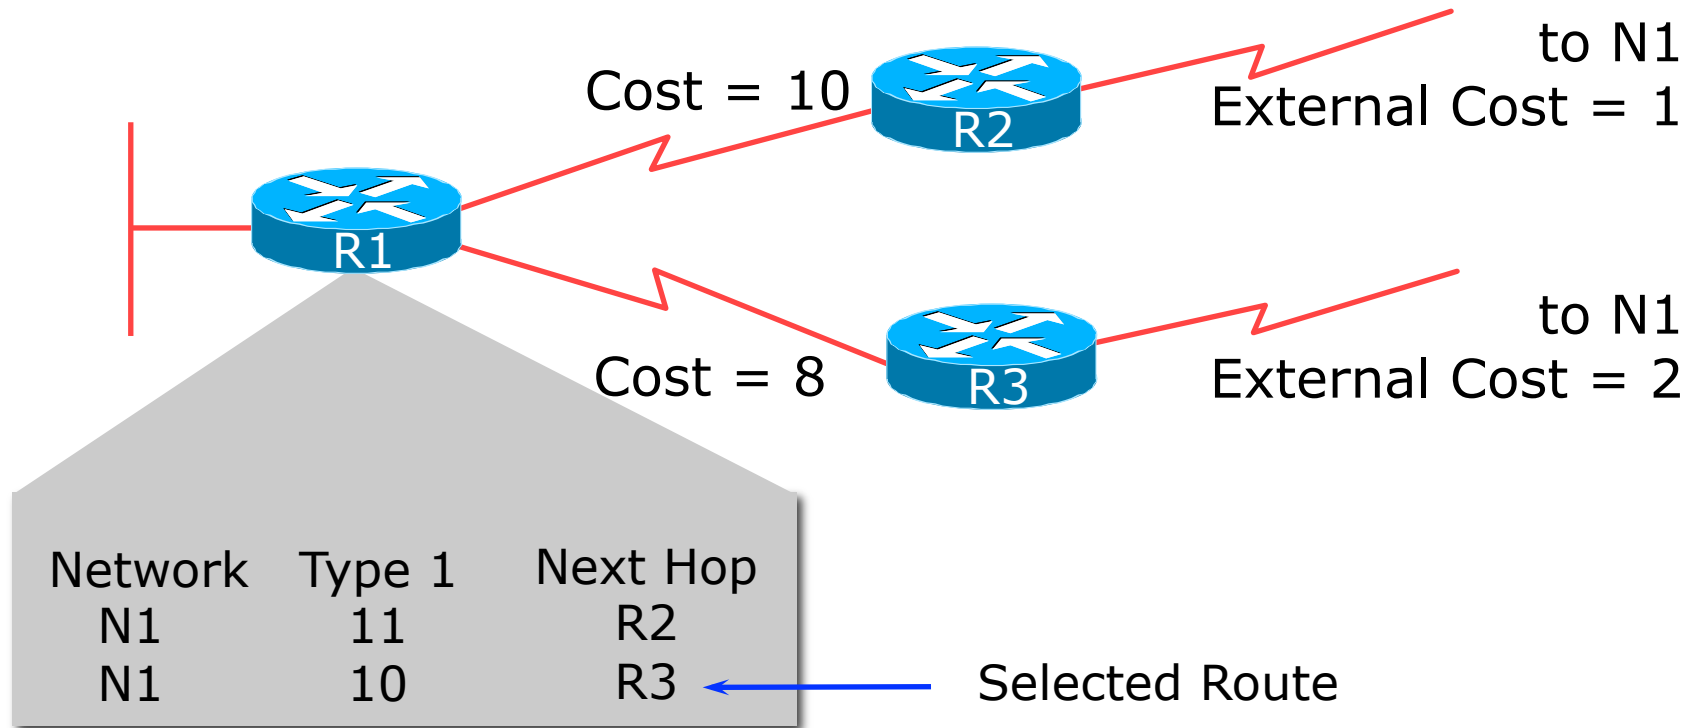 to N1
Cost = 10
External Cost = 1
R2
R1
to N1
Cost = 8
R3
External Cost = 2
Network Type 1 Next Hop
N1 11 R2
N1 10 R3
Selected Route